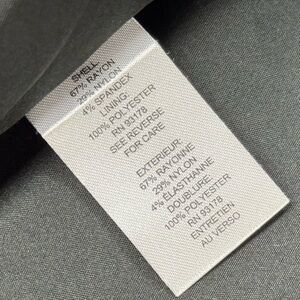 SHELL
67% RAYON
29% NYLON
4% SPANDEX
LINING:
100% POLYESTER
RN 93178
SEE REVERSE
FOR CARE
EXTERIEUR:
67% RAYONNE
29% NYLON
4% ÉLASTHANNE
DOUBLURE:
100% POLYESTER
RN 93178
ENTRETIEN
AU VERSO